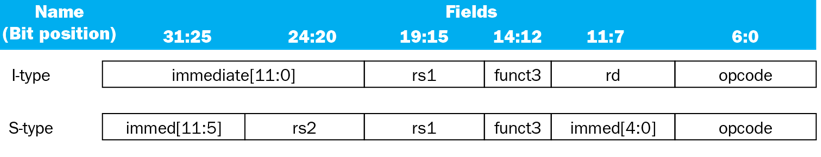 Name Fields
(Bit position) 31:25 24:20 19:15 14:12 11:7 6:0
I-type immediate[11:0] rs1 funct3 rd opcode
S-type immed[11:5] rs2 rs1 funct3 immed[4:0] opcode